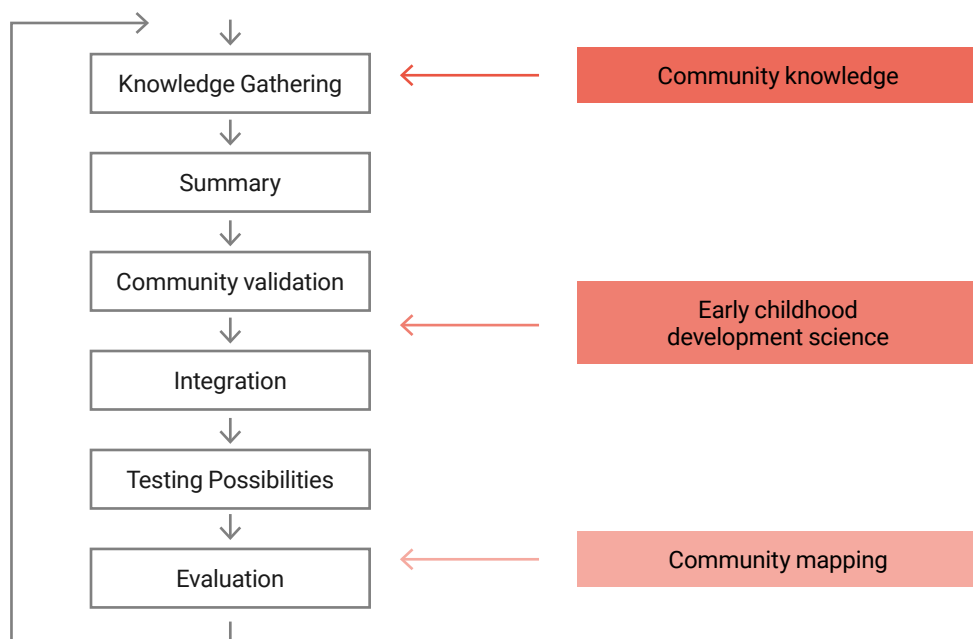 Knowledge Gathering
Community knowledge
Summary
Community validation
Early childhood
development science
Integration
Testing Possibilities
Evaluation
Community mapping